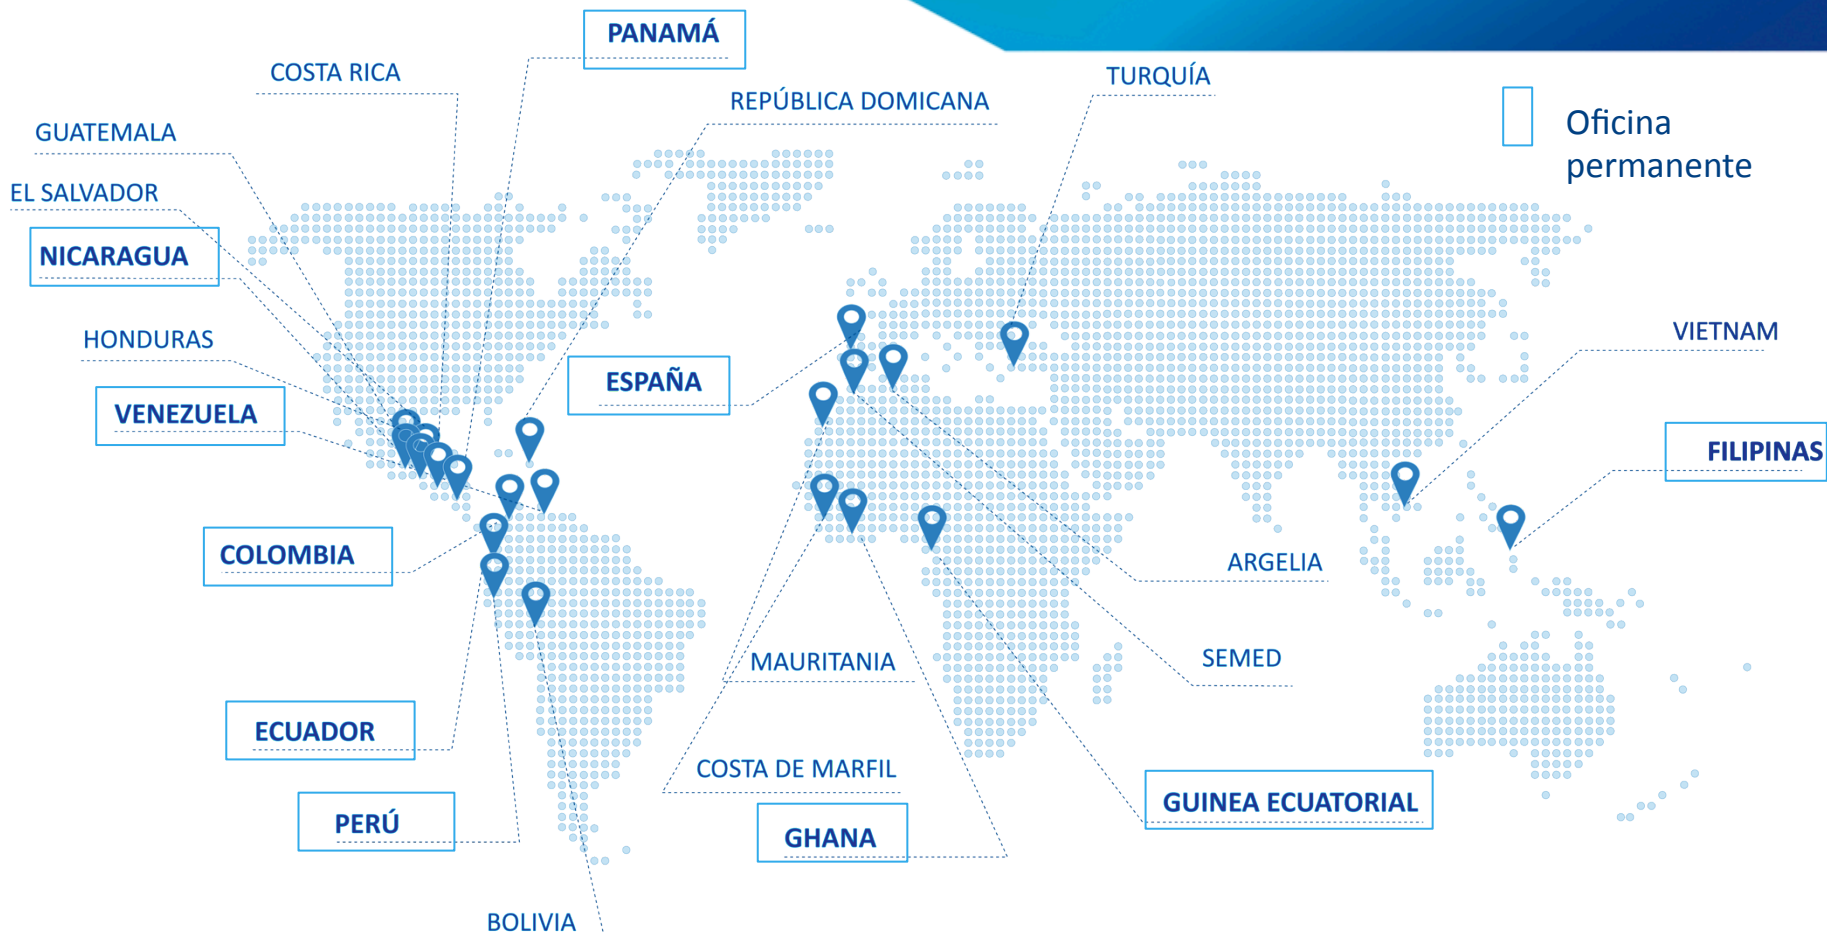 PANAMÁ
COSTA RICA
TURQUÍA
REPÚBLICA DOMICANA
Oficina
permanente
GUATEMALA
EL SALVADOR
NICARAGUA
HONDURAS
VIETNAM
ESPAÑA
VENEZUELA
FILIPINAS
COLOMBIA
ARGELIA
MAURITANIA
SEMED
ECUADOR
COSTA DE MARFIL
GUINEA ECUATORIAL
PERÚ
GHANA
BOLIVIA